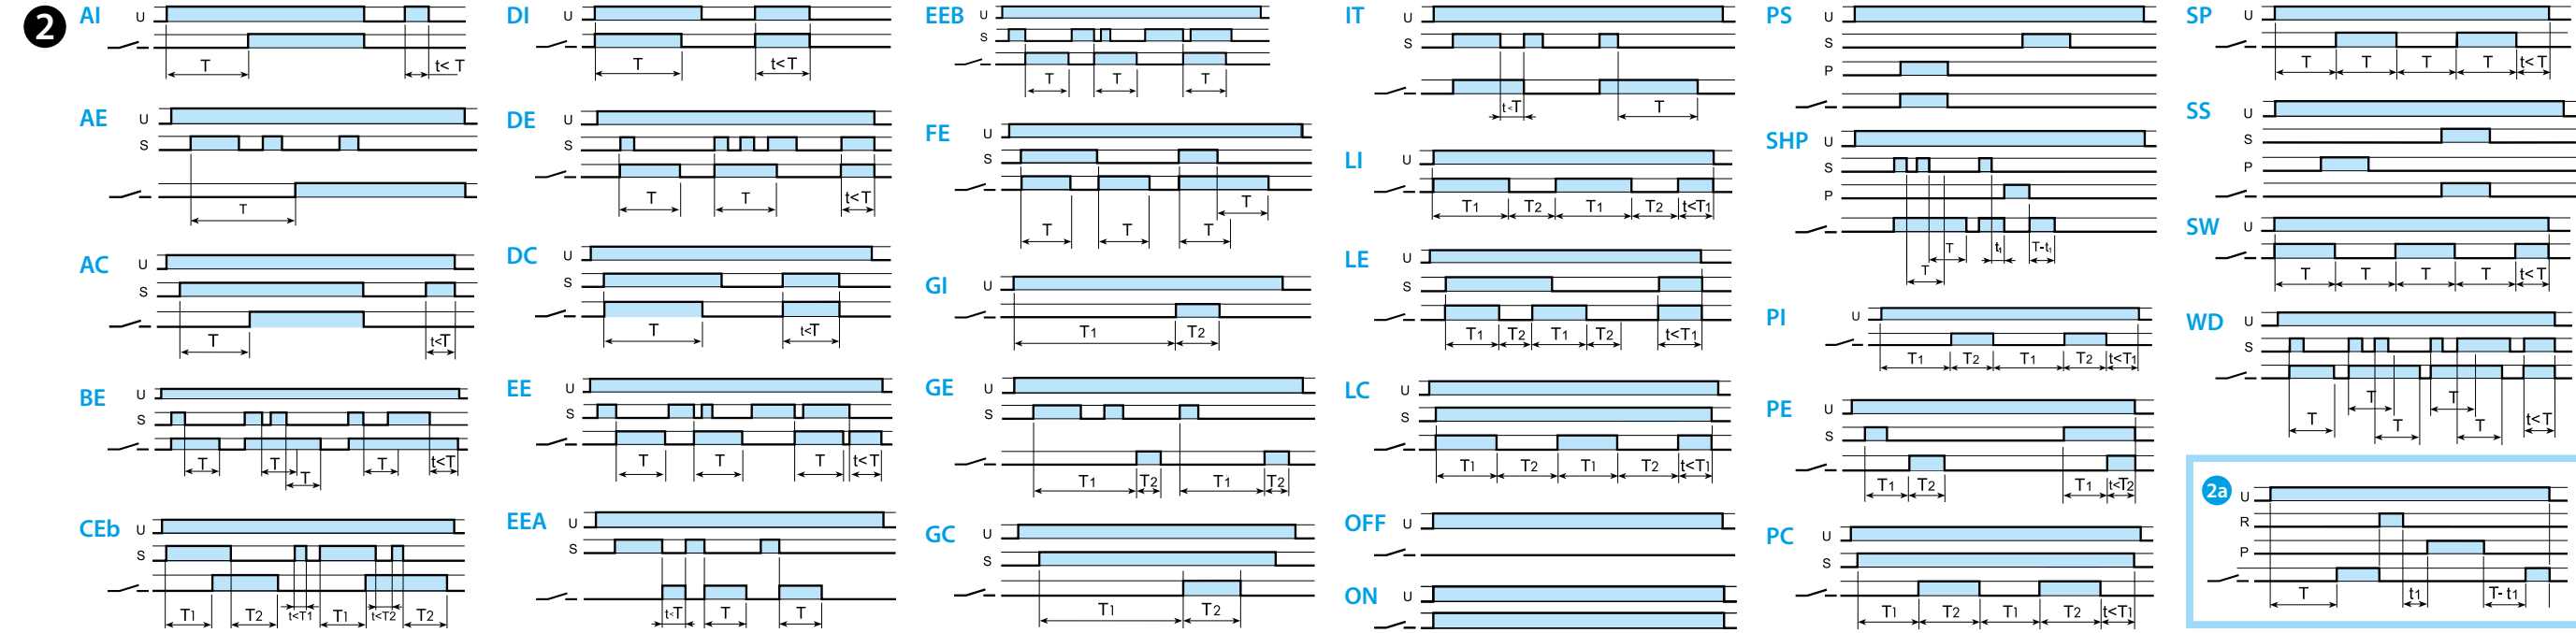 2
AI
U
T
t< T
AE
U
S
T
AC
U
S
T
t<T
BE
U
S
T
T
T
T
t<T
CEb
U
S
T1
T2
t<T1
T1
t<T2
T2
DI
U
T
t<T
DE
U
S
T
T
t<T
DC
U
S
T
t<T
EE
U
S
T
T
T
t<T
EEA
U
S
t<T
T
T
EEB
U
S
T
T
T
FE
U
S
T
T
T
T
GI
U
T1
T2
GE
U
S
T1
T2
T1
T2
GC
U
S
T1
T2
IT
U
S
t<T
T
LI
U
T1
T2
T1
T2
t<T1
LE
U
S
T1
T2
T1
T2
t<T1
LC
U
S
T1
T2
T1
T2
t<T1
OFF
U
ON
U
PS
U
S
P
SHP
U
S
P
T
t1
T-t1
T
PI
U
T1
T2
T1
T2
t<T1
PE
U
S
T1
T2
T1
t<T2
PC
U
S
T1
T2
T1
T2
t<T1
SP
U
T
T
T
T
t<T
SS
U
S
P
SW
U
T
T
T
T
t<T
WD
U
S
T
T
T
T
T
t<T
2a
U
R
P
T
t1
T- t1